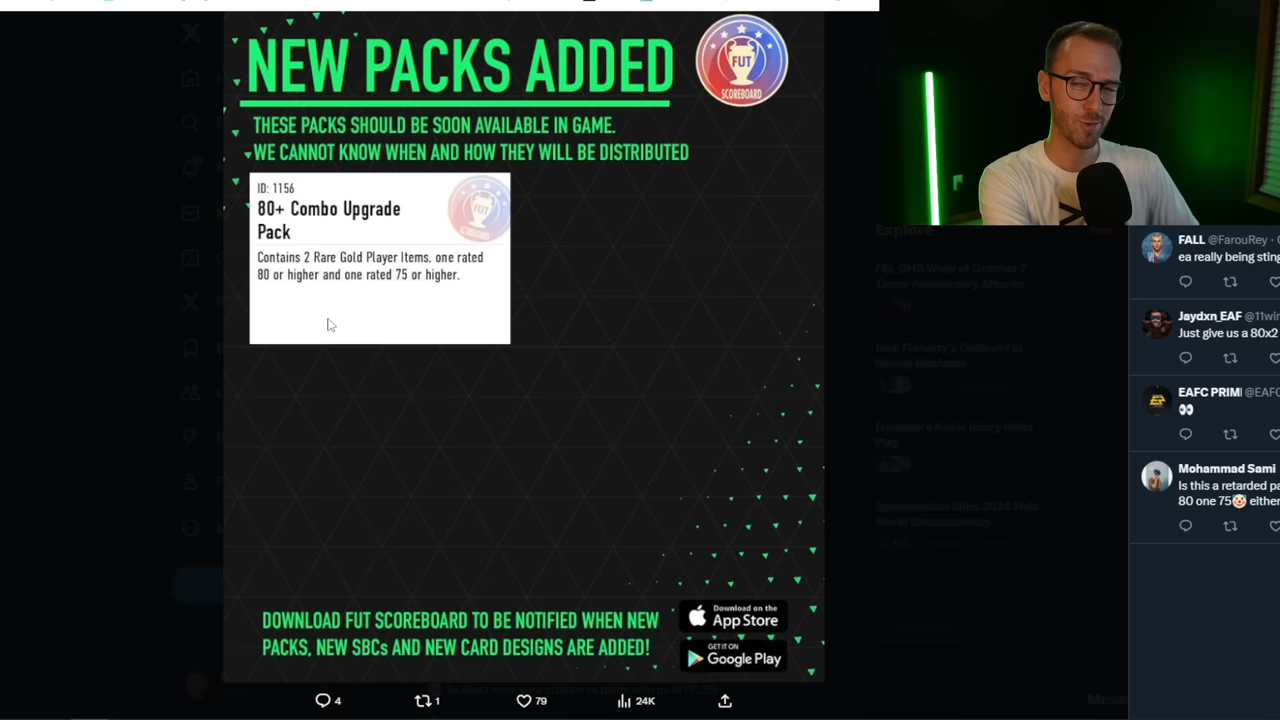 NEW PACKS ADDED
FUT
SCOREBOARD
THESE PACKS SHOULD BE SOON AVAILABLE IN GAME.
WE CANNOT KNOW WHEN AND HOW THEY WILL BE DISTRIBUTED
ID: 1156
FUT
80+ Combo Upgrade
Pack
Contains 2 Rare Gold Player Items, one rated
80 or higher and one rated 75 or higher.
DOWNLOAD FUT SCOREBOARD TO BE NOTIFIED WHEN NEW
PACKS, NEW SBCs AND NEW CARD DESIGNS ARE ADDED!
Download on the
App Store
GET IT ON
Google Play
4
1
79
24K
Explore
FALL @FarouRey ·
ea really being sting
Jaydxn_EAF @11wir
Just give us a 80x2
EAFC PRIM @EAFC
Mohammad Sami
Is this a retarded pa
80 one 75🤡 either